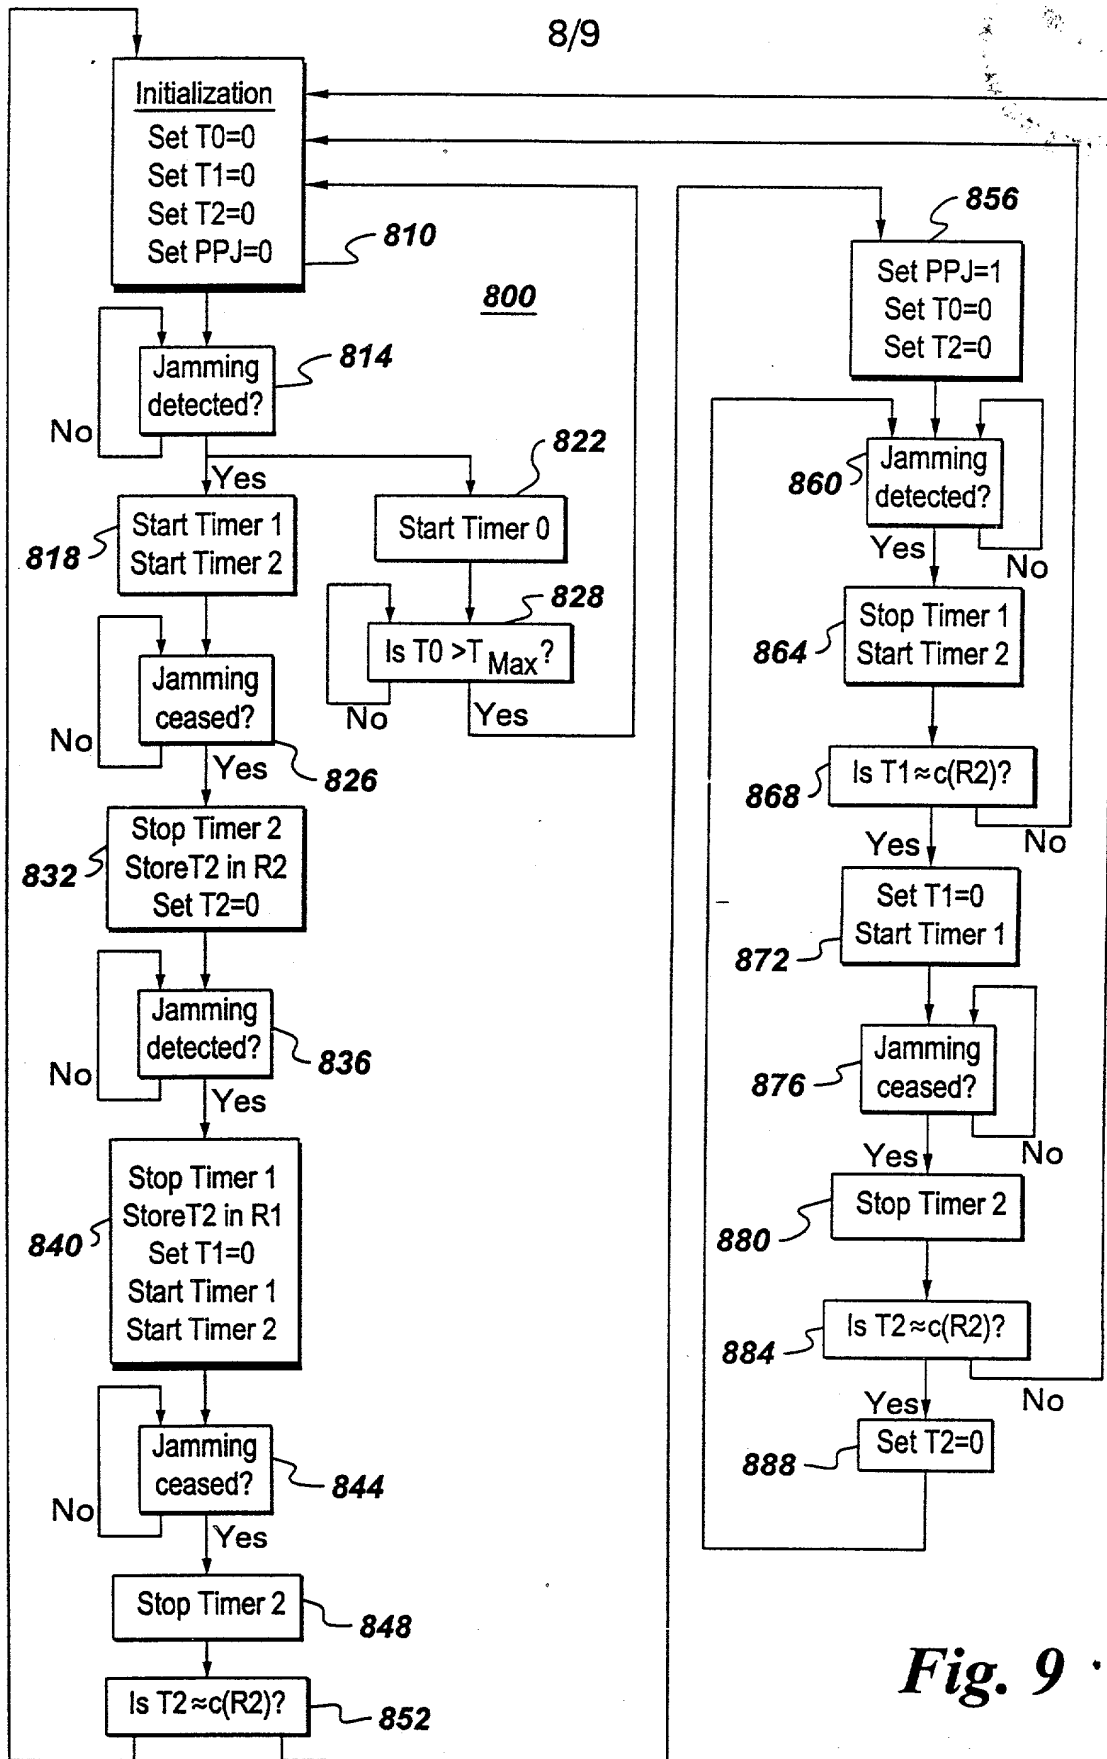 8/9
Initialization
Set T0=0
Set T1=0
Set T2=0
Set PPJ=0
810
800
Jamming
detected?
814
No
Yes
Start Timer 1
Start Timer 2
818
822
Start Timer 0
828
Is T0 >T Max?
No
Yes
Jamming
ceased?
826
No
Yes
Stop Timer 2
StoreT2 in R2
Set T2=0
832
Jamming
detected?
836
No
Yes
Stop Timer 1
StoreT2 in R1
Set T1=0
Start Timer 1
Start Timer 2
840
Jamming
ceased?
844
No
Yes
Stop Timer 2
848
Is T2≈c(R2)?
852
856
Set PPJ=1
Set T0=0
Set T2=0
Jamming
detected?
860
Yes
No
Stop Timer 1
Start Timer 2
864
Is T1≈c(R2)?
868
Yes
No
Set T1=0
Start Timer 1
872
Jamming
ceased?
876
Yes
No
Stop Timer 2
880
Is T2≈c(R2)?
884
Yes
No
Set T2=0
888
Fig. 9